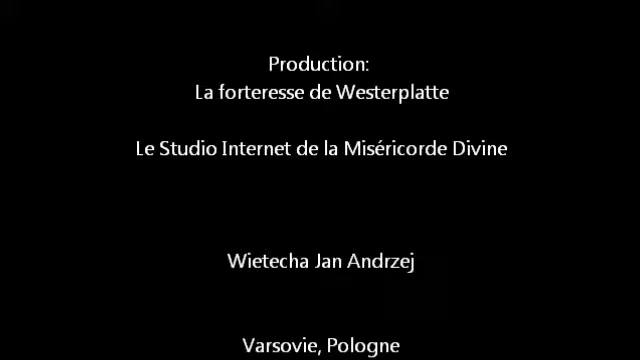 Production:
La forteresse de Westerplatte
Le Studio Internet de la Miséricorde Divine
Wietecha Jan Andrzej
Varsovie, Pologne